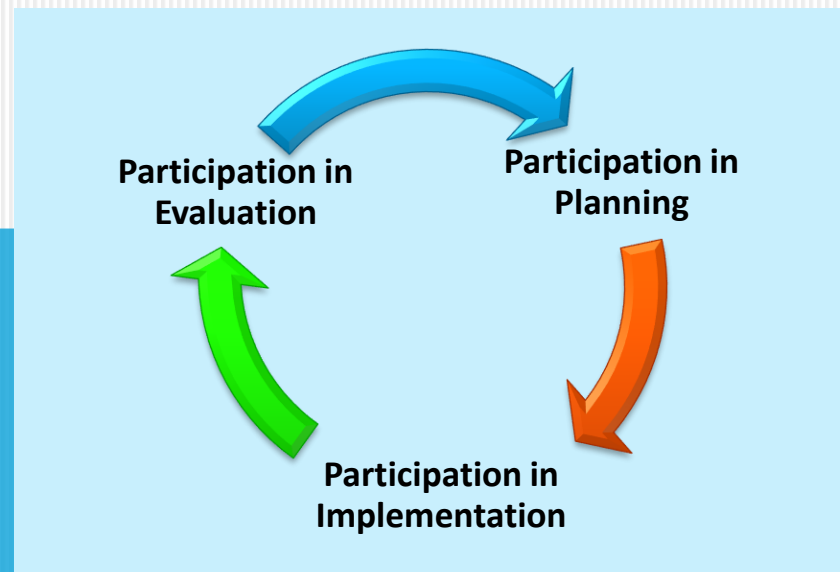 Participation in
Evaluation
Participation in
Planning
Participation in
Implementation